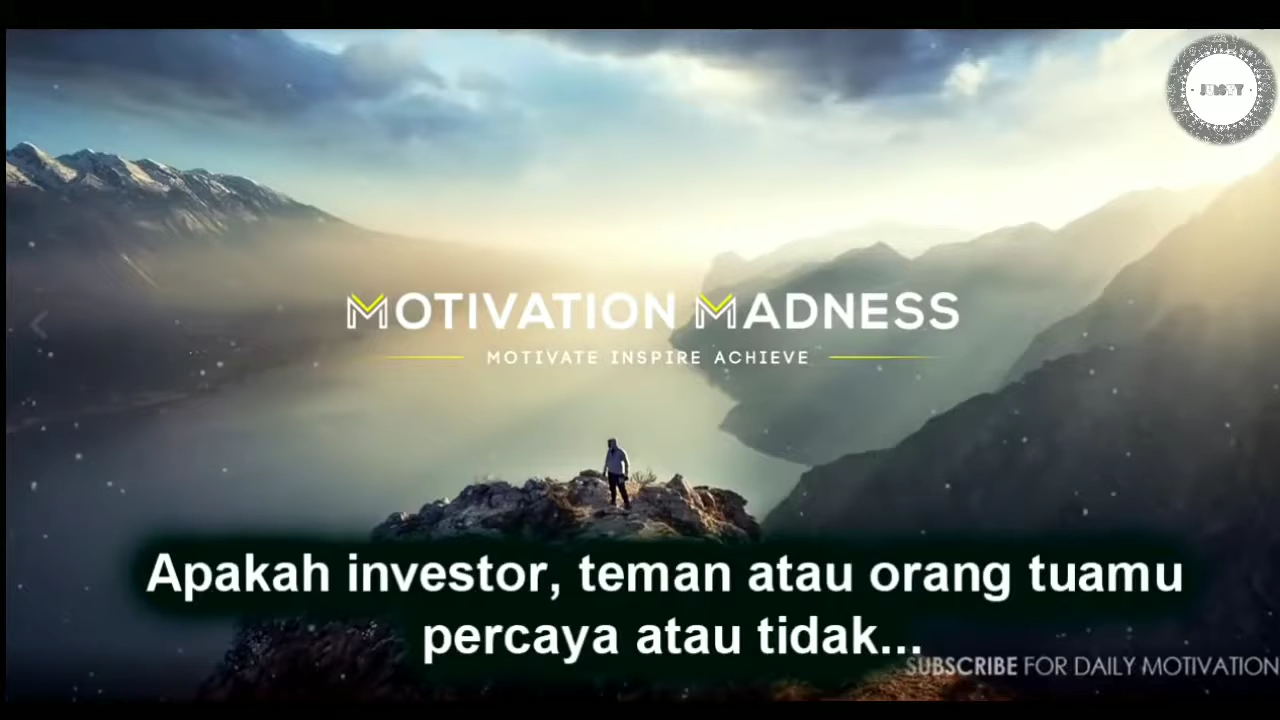 MOTIVATION MADNESS
MOTIVATE INSPIRE ACHIEVE
Apakah investor, teman atau orang tuamu
percaya atau tidak...
SUBSCRIBE FOR DAILY MOTIVATION